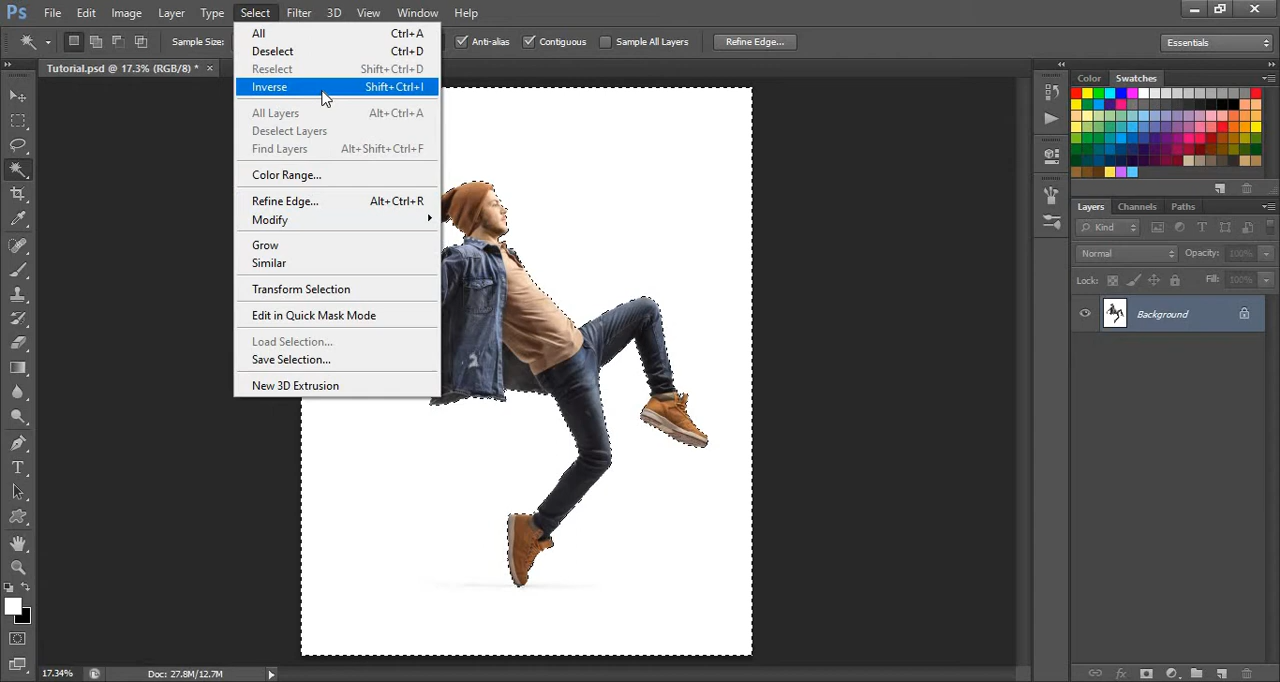 Ps File Edit Image Layer Type Select Filter 3D View Window Help
Sample Size: Anti-alias Contiguous Sample All Layers Refine Edge... Essentials
Tutorial.psd @ 17.3% (RGB/8) * ×
All Ctrl+A
Deselect Ctrl+D
Reselect Shift+Ctrl+D
Inverse Shift+Ctrl+I
All Layers Alt+Ctrl+A
Deselect Layers
Find Layers Alt+Shift+Ctrl+F
Color Range...
Refine Edge... Alt+Ctrl+R
Modify
Grow
Similar
Transform Selection
Edit in Quick Mask Mode
Load Selection...
Save Selection...
New 3D Extrusion
Color Swatches
Layers Channels Paths
Kind
Normal Opacity: 100%
Lock: Fill: 100%
Background
17.34% Doc: 27.8M/12.7M